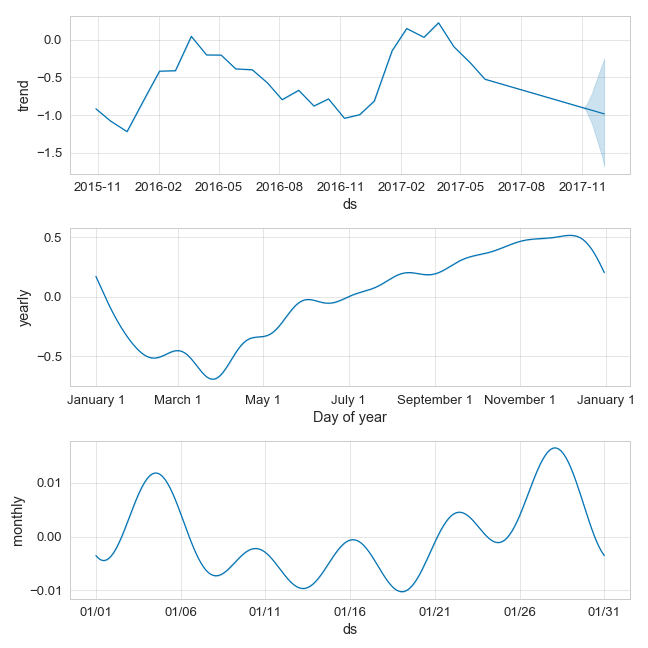 0.0
−0.5
−1.0
−1.5
trend
2015-11 2016-02 2016-05 2016-08 2016-11 2017-02 2017-05 2017-08 2017-11
ds
0.5
0.0
−0.5
yearly
January 1 March 1 May 1 July 1 September 1 November 1 January 1
Day of year
0.01
0.00
−0.01
monthly
01/01 01/06 01/11 01/16 01/21 01/26 01/31
ds